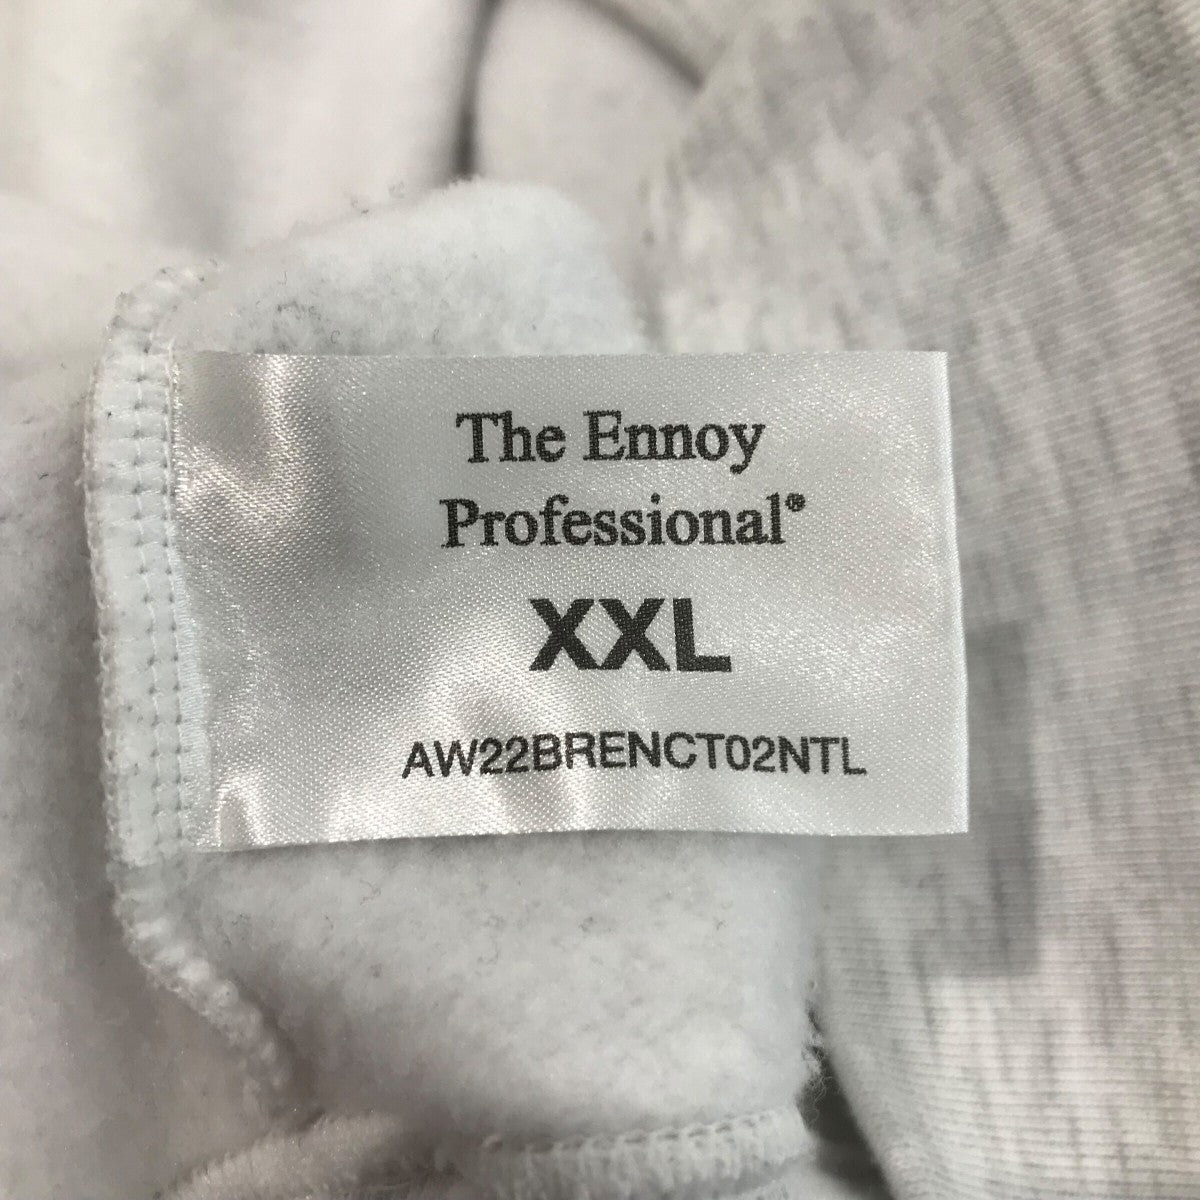 The Ennoy
Professional®
XXL
AW22BRENCT02NTL